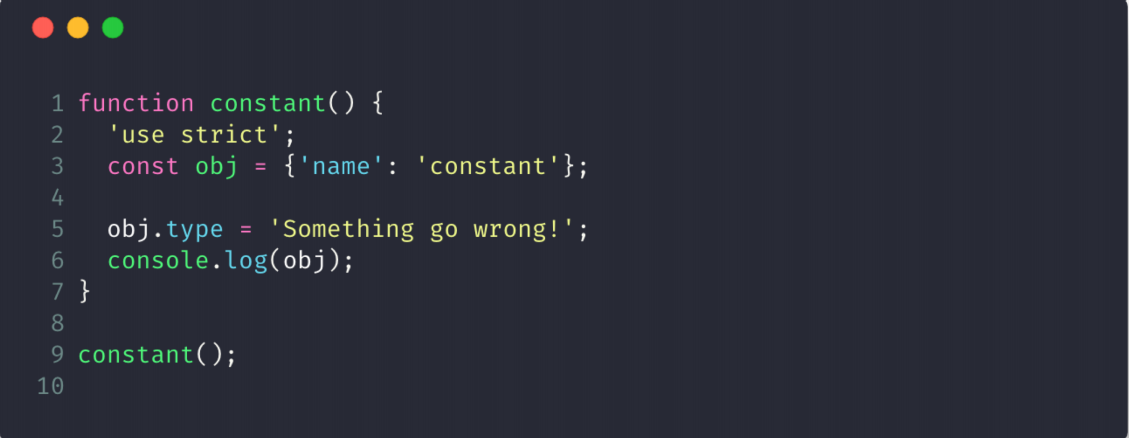 1 function constant() {
2   'use strict';
3   const obj = {'name': 'constant'};
4
5   obj.type = 'Something go wrong!';
6   console.log(obj);
7 }
8
9 constant();
10